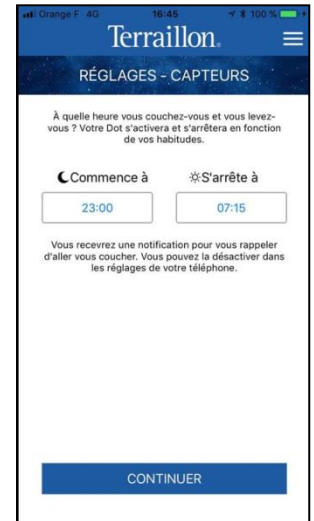 Orange F 4G 16:45 100 %
Terraillon.
RÉGLAGES - CAPTEURS
À quelle heure vous couchez-vous et vous levez-
vous ? Votre Dot s'activera et s'arrêtera en fonction
de vos habitudes.
Commence à S'arrête à
23:00 07:15
Vous recevrez une notification pour vous rappeler
d'aller vous coucher. Vous pouvez la désactiver dans
les réglages de votre téléphone.
CONTINUER